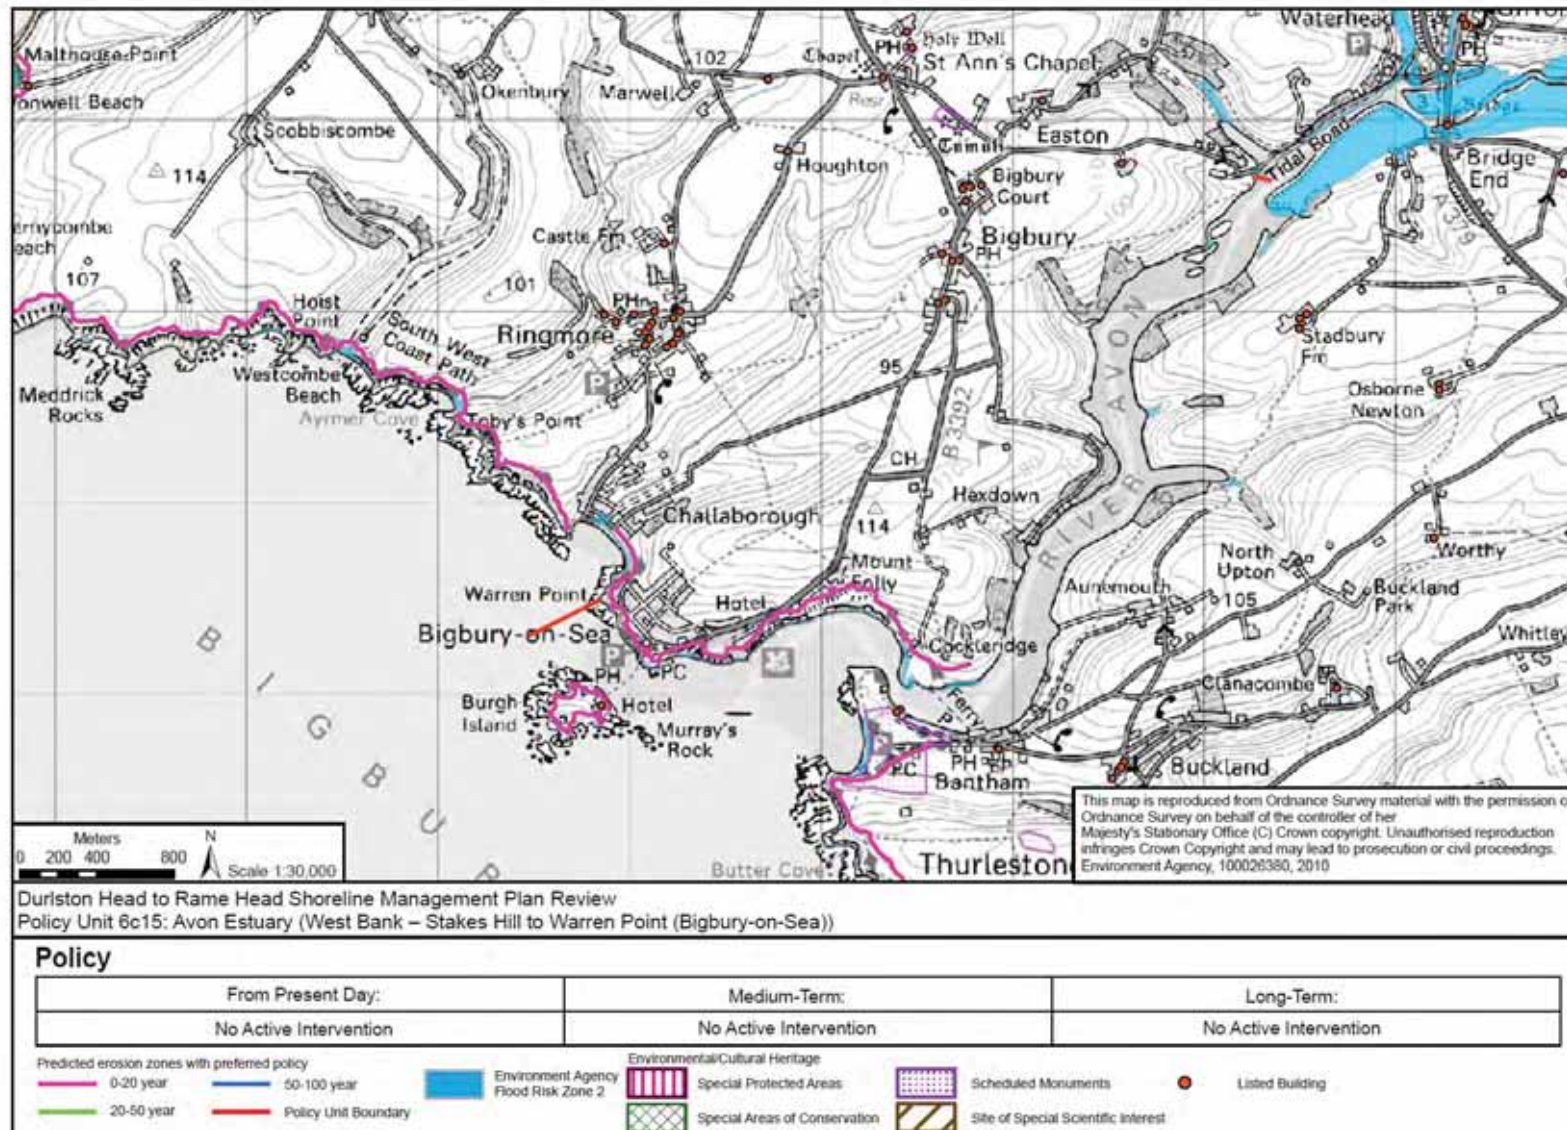 Malthouse-Point
onwell Beach
Scobbiscombe
Okenbury
Marwell
102
Chapel
PH
Holy Well
St Ann's Chapel
Resr
Waterhead
P
PH
114
Houghton
Tumuli
Easton
Tidal Road
3
Bridge
Bridge
End
A 379
Bigbury
Court
100
Castle Fm
Bigbury
PH
107
Hoist
Point
South West
Coast Path
101
PH
Ringmore
P
Meddrick
Rocks
Westcombe
Beach
Aymer Cove
Toby's Point
95
B 3392
CH
RIVER AVON
Stadbury
Fm
Osborne
Newton
Challaborough
Hexdown
114
Mount
Folly
Warren Point
Hotel
Bigbury-on-Sea
P
PC
PH
Burgh
Island
Hotel
Murray's
Rock
Cockleridge
Ferry
P
Aunemouth
North
Upton
105
Worthy
Buckland
Park
Whitley
Clanacombe
PC
PH
Bantham
Buckland
Thurlestone
Butter Cove
B I G B U R
Meters
0 200 400 800
N
Scale 1:30,000
This map is reproduced from Ordnance Survey material with the permission o
Ordnance Survey on behalf of the controller of her
Majesty's Stationary Office (C) Crown copyright. Unauthorised reproduction
infringes Crown Copyright and may lead to prosecution or civil proceedings.
Environment Agency, 100026380, 2010
Durlston Head to Rame Head Shoreline Management Plan Review
Policy Unit 6c15: Avon Estuary (West Bank – Stakes Hill to Warren Point (Bigbury-on-Sea))
Policy
From Present Day: Medium-Term: Long-Term:
No Active Intervention No Active Intervention No Active Intervention
Predicted erosion zones with preferred policy
0-20 year
50-100 year
20-50 year
Policy Unit Boundary
Environment Agency
Flood Risk Zone 2
Environmental/Cultural Heritage
Special Protected Areas
Scheduled Monuments
Listed Building
Special Areas of Conservation
Site of Special Scientific Interest